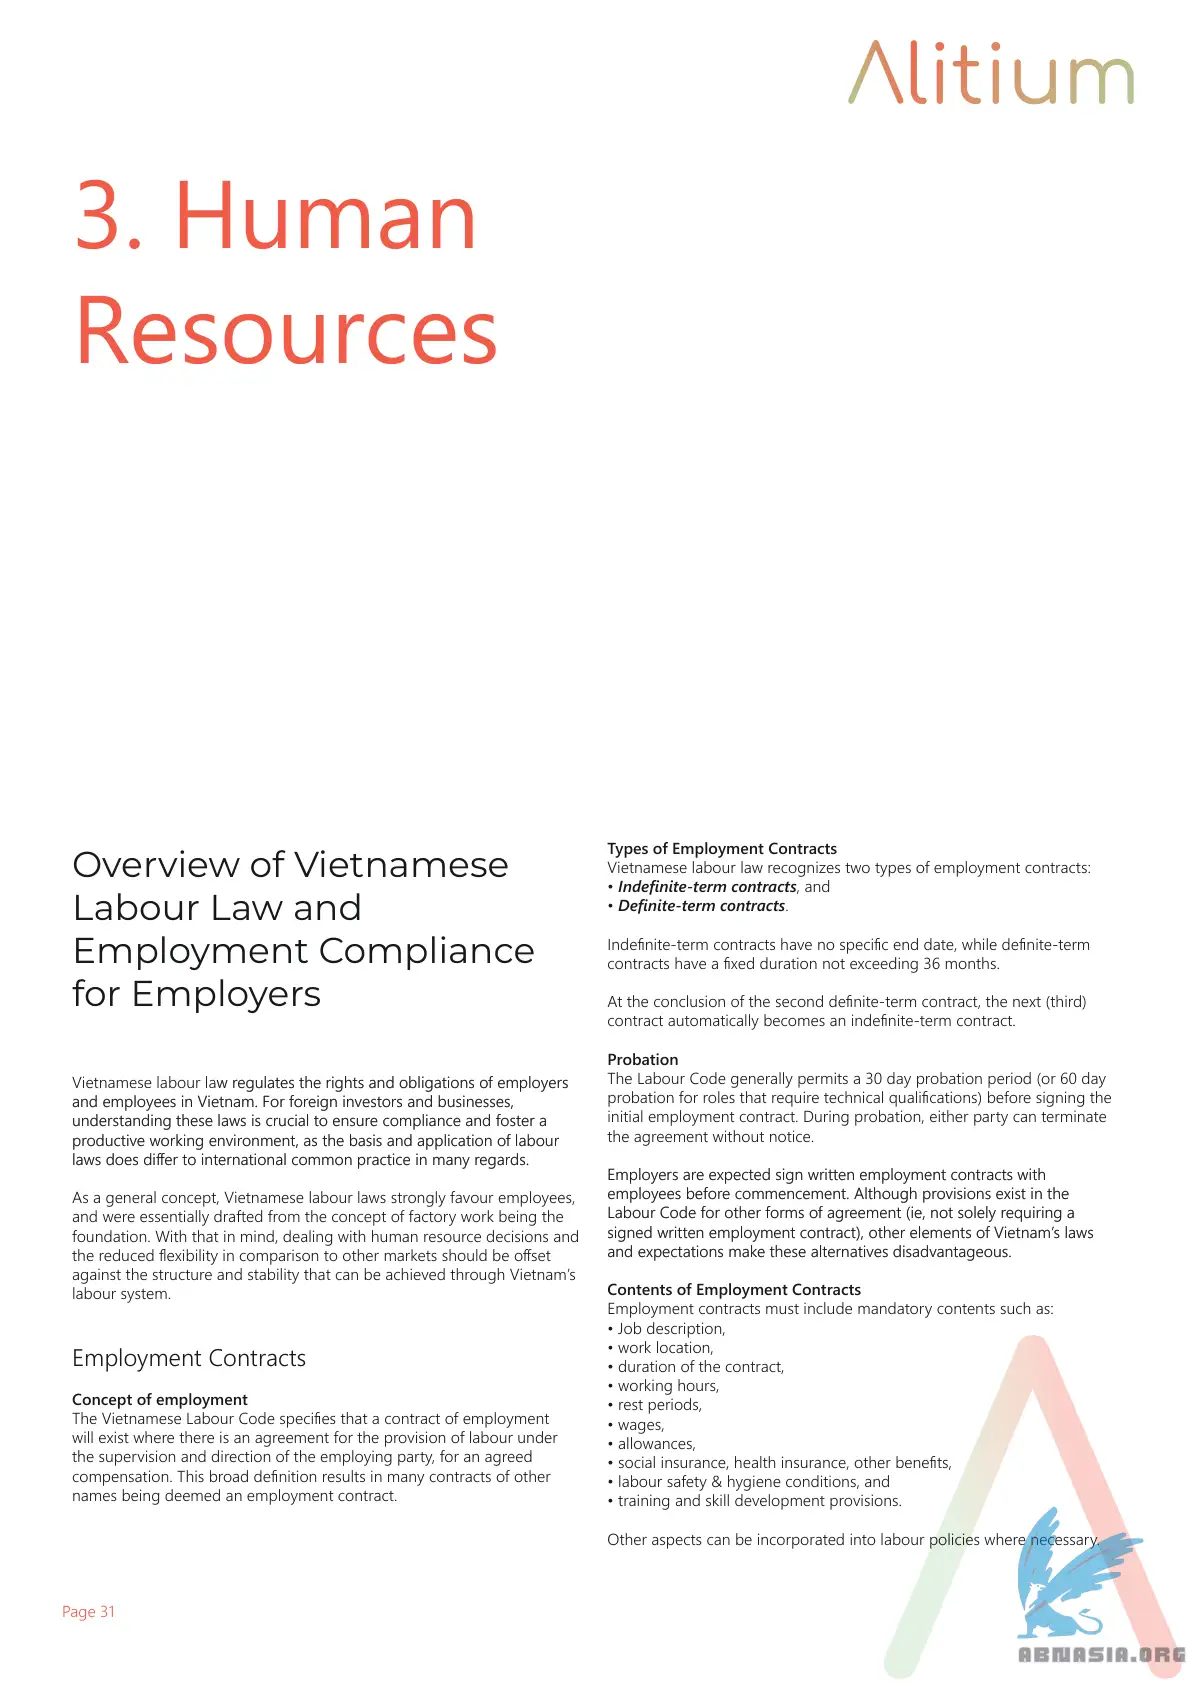 Alitium
3. Human
Resources
Overview of Vietnamese
Labour Law and
Employment Compliance
for Employers
Vietnamese labour law regulates the rights and obligations of employers
and employees in Vietnam. For foreign investors and businesses,
understanding these laws is crucial to ensure compliance and foster a
productive working environment, as the basis and application of labour
laws does differ to international common practice in many regards.
As a general concept, Vietnamese labour laws strongly favour employees,
and were essentially drafted from the concept of factory work being the
foundation. With that in mind, dealing with human resource decisions and
the reduced flexibility in comparison to other markets should be offset
against the structure and stability that can be achieved through Vietnam's
labour system.
Employment Contracts
Concept of employment
The Vietnamese Labour Code specifies that a contract of employment
will exist where there is an agreement for the provision of labour under
the supervision and direction of the employing party, for an agreed
compensation. This broad definition results in many contracts of other
names being deemed an employment contract.
Types of Employment Contracts
Vietnamese labour law recognizes two types of employment contracts:
• Indefinite-term contracts, and
• Definite-term contracts.
Indefinite-term contracts have no specific end date, while definite-term
contracts have a fixed duration not exceeding 36 months.
At the conclusion of the second definite-term contract, the next (third)
contract automatically becomes an indefinite-term contract.
Probation
The Labour Code generally permits a 30 day probation period (or 60 day
probation for roles that require technical qualifications) before signing the
initial employment contract. During probation, either party can terminate
the agreement without notice.
Employers are expected sign written employment contracts with
employees before commencement. Although provisions exist in the
Labour Code for other forms of agreement (ie, not solely requiring a
signed written employment contract), other elements of Vietnam's laws
and expectations make these alternatives disadvantageous.
Contents of Employment Contracts
Employment contracts must include mandatory contents such as:
• Job description,
• work location,
• duration of the contract,
• working hours,
• rest periods,
• wages,
• allowances,
• social insurance, health insurance, other benefits,
• labour safety & hygiene conditions, and
• training and skill development provisions.
Other aspects can be incorporated into labour policies where necessary.
Page 31
ABNASIA.ORG